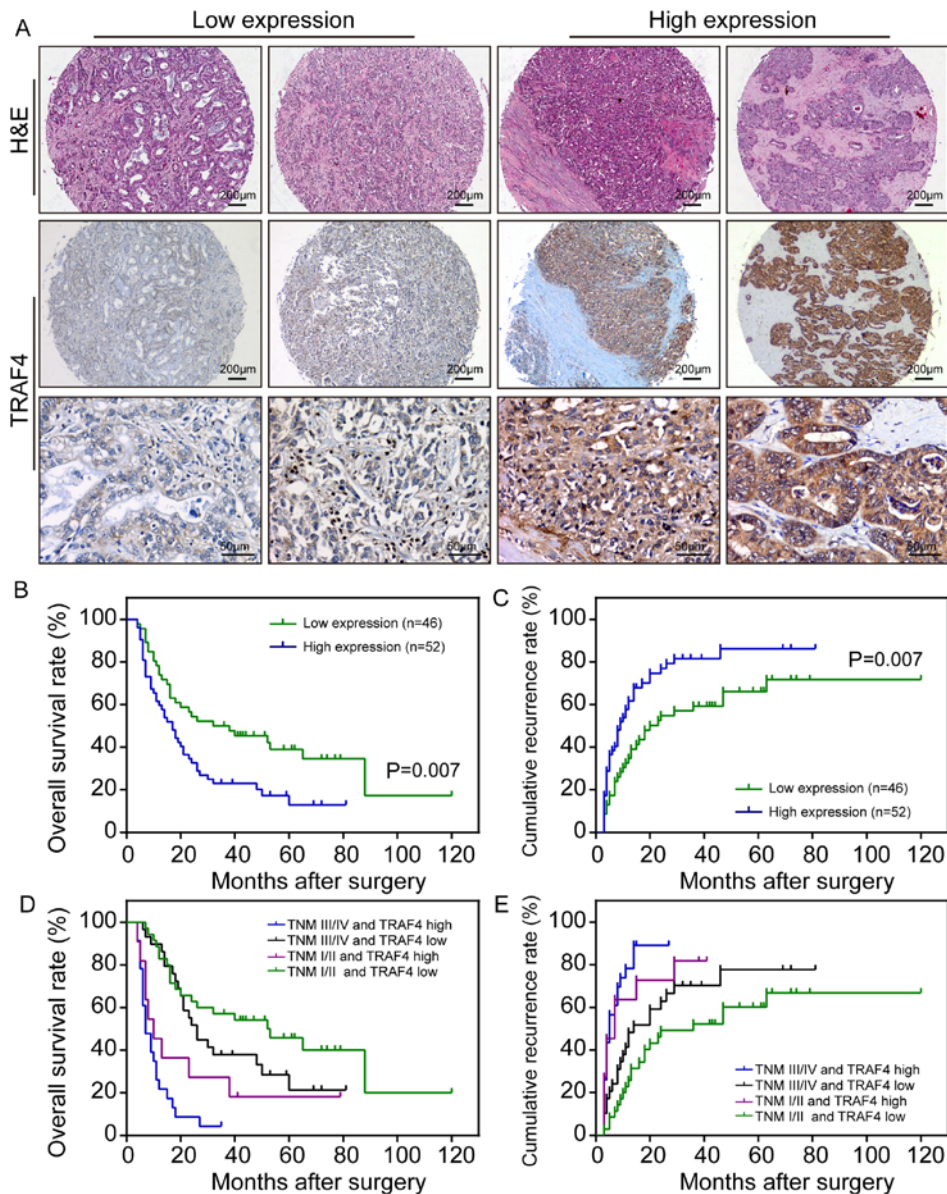 A
Low expression
High expression
H&E
200μm
200μm
200μm
200μm
TRAF4
200μm
200μm
200μm
200μm
50μm
50μm
50μm
50μm
B
Overall survival rate (%)
100
80
60
40
20
0
Low expression (n=46)
High expression (n=52)
P=0.007
0 20 40 60 80 100 120
Months after surgery
C
Cumulative recurrence rate (%)
100
80
60
40
20
0
P=0.007
Low expression (n=46)
High expression (n=52)
0 20 40 60 80 100 120
Months after surgery
D
Overall survival rate (%)
100
80
60
40
20
0
TNM III/IV and TRAF4 high
TNM III/IV and TRAF4 low
TNM I/II and TRAF4 high
TNM I/II and TRAF4 low
0 20 40 60 80 100 120
Months after surgery
E
Cumulative recurrence rate (%)
100
80
60
40
20
0
TNM III/IV and TRAF4 high
TNM III/IV and TRAF4 low
TNM I/II and TRAF4 high
TNM I/II and TRAF4 low
0 20 40 60 80 100 120
Months after surgery